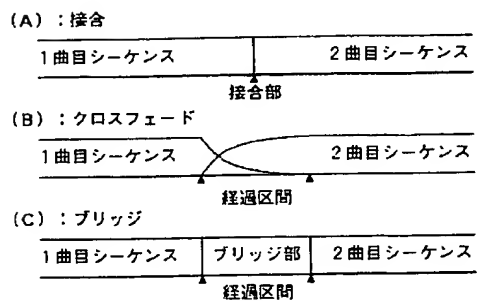 (A)：接合
1曲目シーケンス 2曲目シーケンス
接合部
(B)：クロスフェード
1曲目シーケンス 2曲目シーケンス
経過区間
(C)：ブリッジ
1曲目シーケンス ブリッジ部 2曲目シーケンス
経過区間